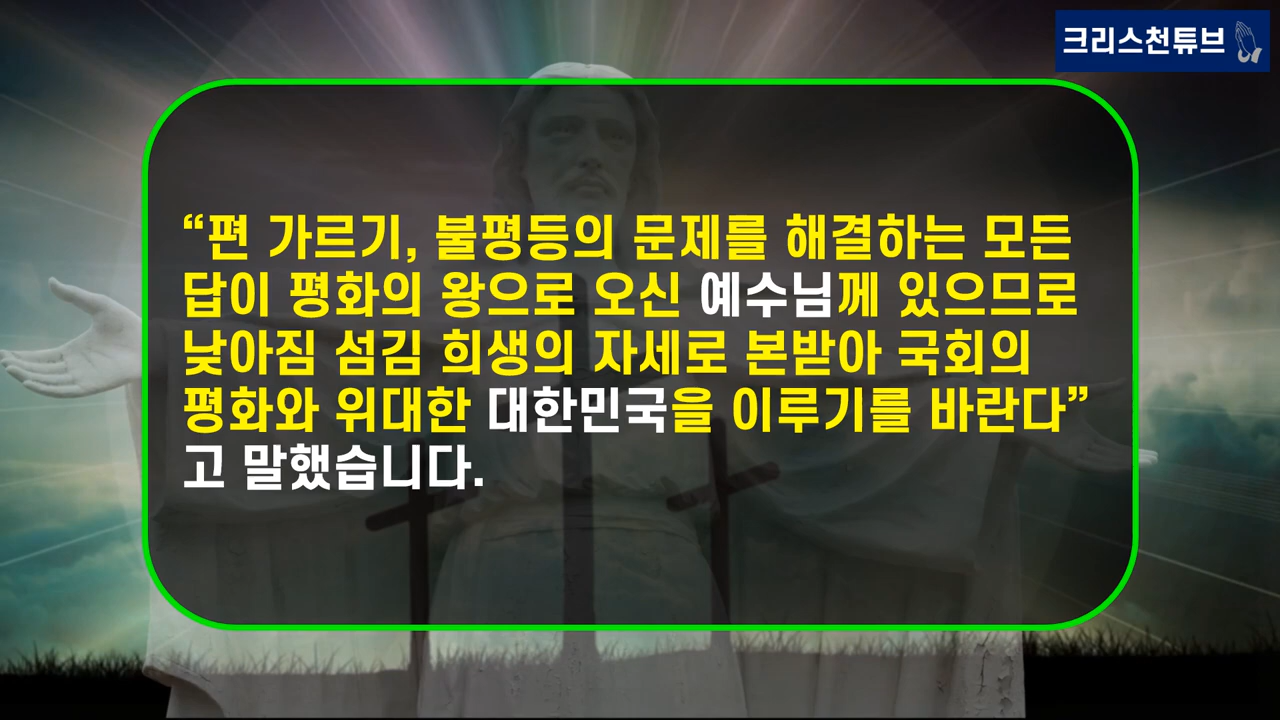 크리스천튜브
“편 가르기, 불평등의 문제를 해결하는 모든
답이 평화의 왕으로 오신 예수님께 있으므로
낮아짐 섬김 희생의 자세로 본받아 국회의
평화와 위대한 대한민국을 이루기를 바란다”
고 말했습니다.